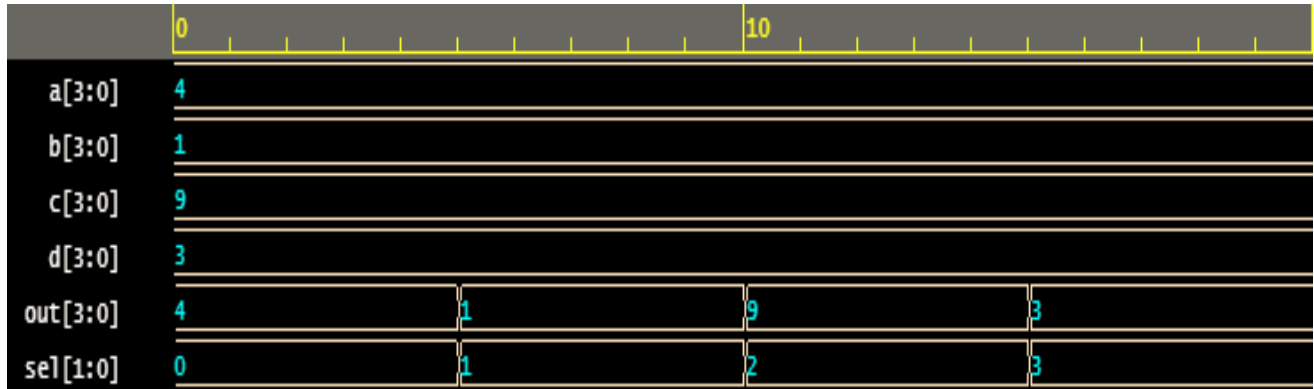 0 10
a[3:0] 4
b[3:0] 1
c[3:0] 9
d[3:0] 3
out[3:0] 4 1 9 3
sel[1:0] 0 1 2 3